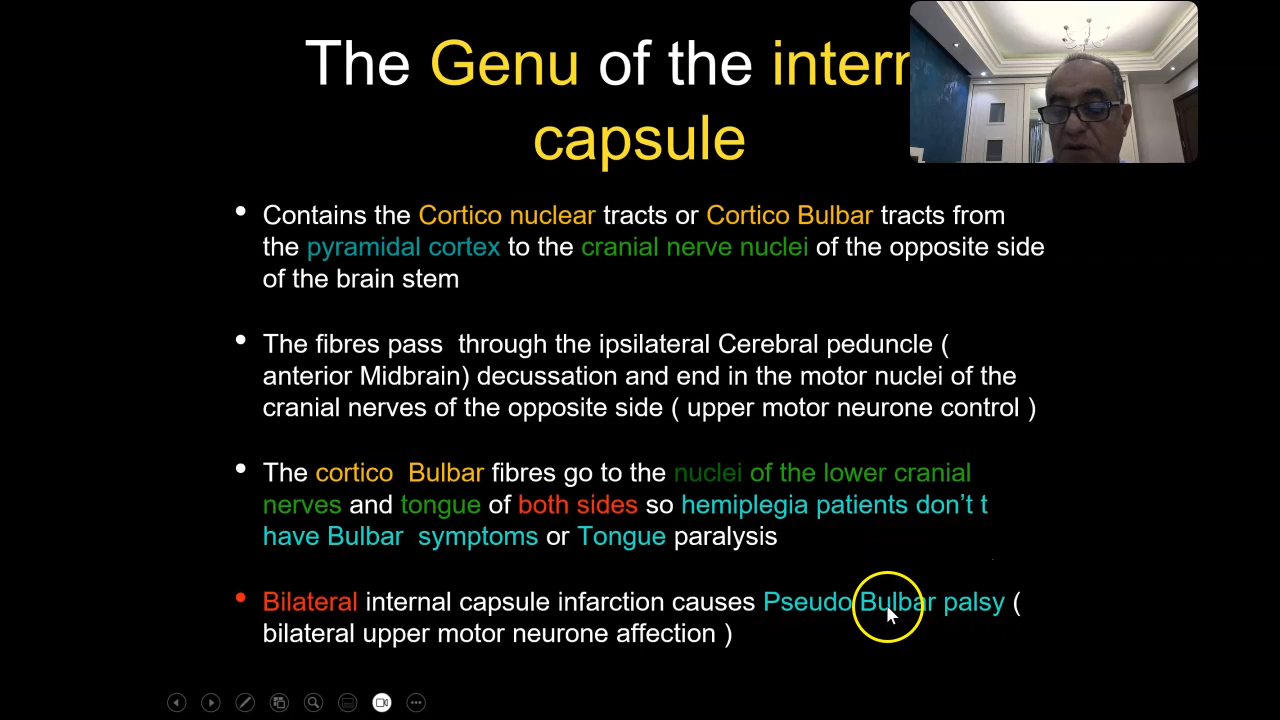 The Genu of the intern
capsule
• Contains the Cortico nuclear tracts or Cortico Bulbar tracts from
the pyramidal cortex to the cranial nerve nuclei of the opposite side
of the brain stem
• The fibres pass through the ipsilateral Cerebral peduncle (
anterior Midbrain) decussation and end in the motor nuclei of the
cranial nerves of the opposite side ( upper motor neurone control )
• The cortico Bulbar fibres go to the nuclei of the lower cranial
nerves and tongue of both sides so hemiplegia patients don’t t
have Bulbar symptoms or Tongue paralysis
• Bilateral internal capsule infarction causes Pseudo Bulbar palsy (
bilateral upper motor neurone affection )